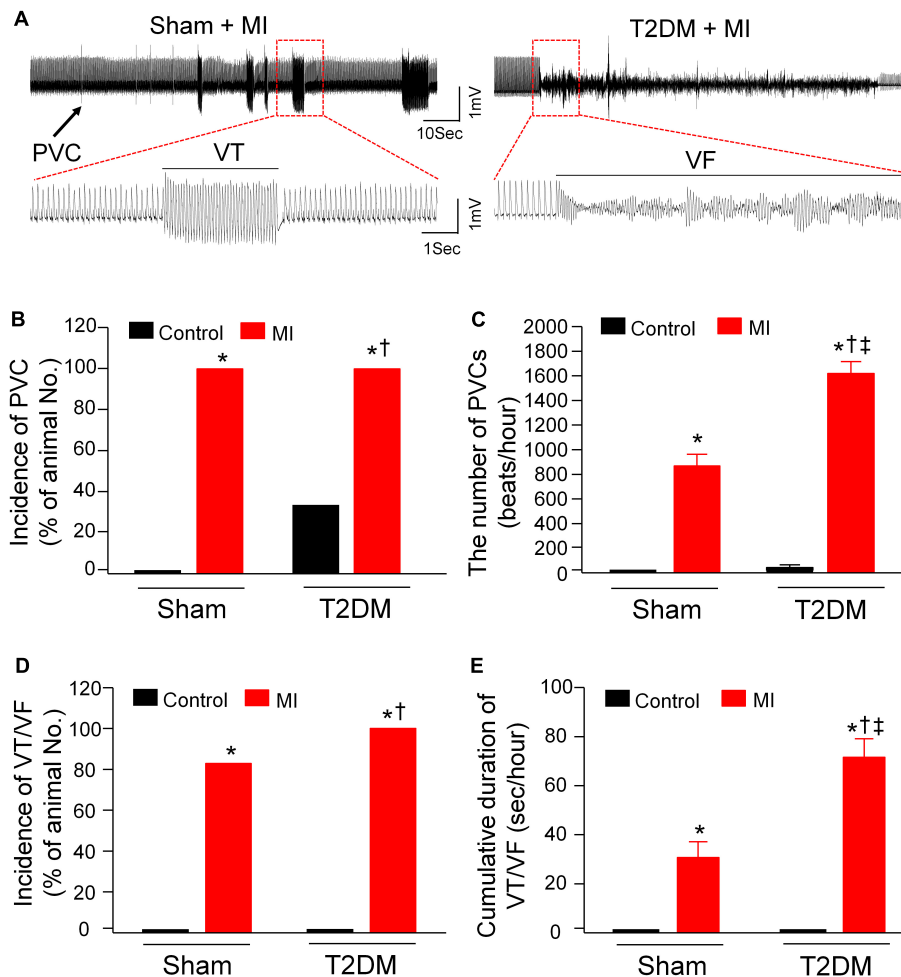 A
Sham + MI
T2DM + MI
PVC
1mV
10Sec
VT
1mV
1Sec
1mV
10Sec
VF
1mV
1Sec
B
Control MI
Incidence of PVC
(% of animal No.)
120
100
80
60
40
20
0
*
*†
Sham T2DM
C
Control MI
The number of PVCs
(beats/hour)
2000
1800
1600
1400
1200
1000
800
600
400
200
0
*
*†‡
Sham T2DM
D
Control MI
Incidence of VT/VF
(% of animal No.)
120
100
80
60
40
20
0
*
*†
Sham T2DM
E
Control MI
Cumulative duration of
VT/VF (sec/hour)
100
80
60
40
20
0
*
*†‡
Sham T2DM